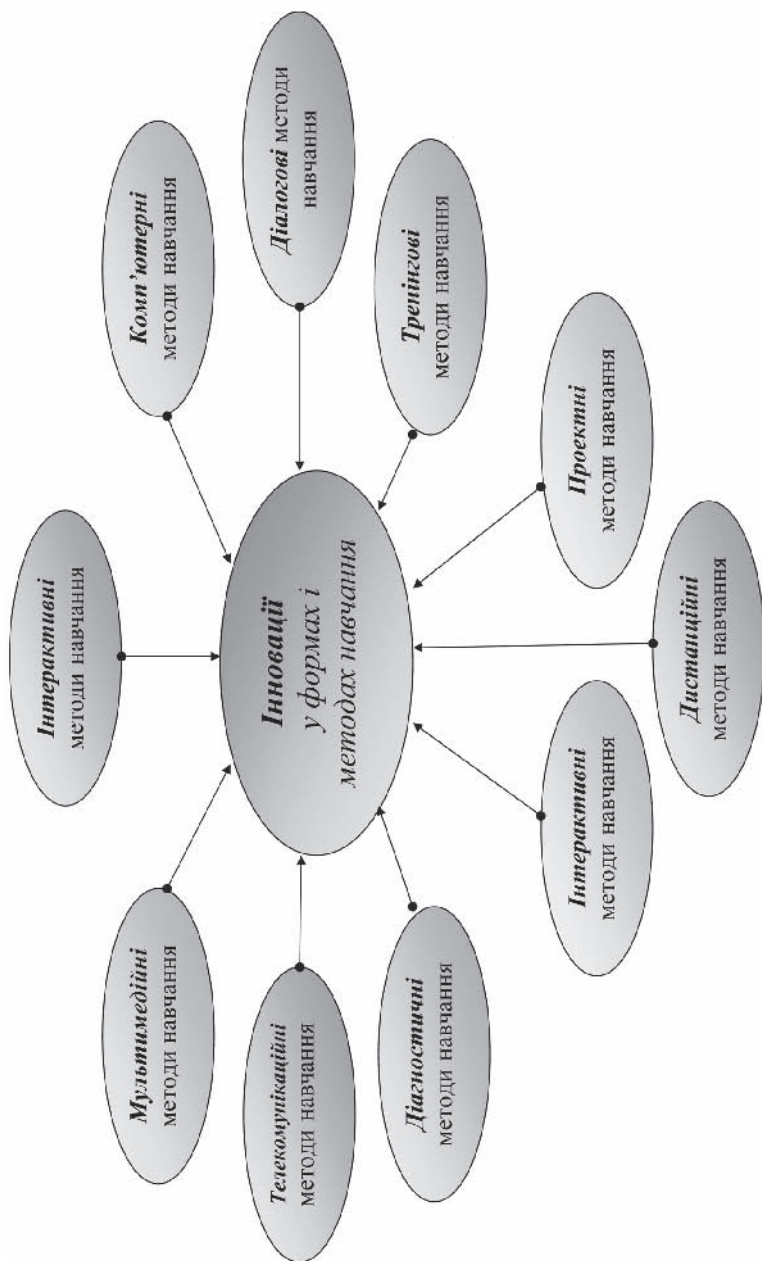 Інтерактивні
методи навчання
Мультимедійні
методи навчання
Комп’ютерні
методи навчання
Телекомунікаційні
методи навчання
Інновації
у формах і
методах навчання
Діалогові методи
навчання
Діагностичні
методи навчання
Тренінгові
методи навчання
Інтерактивні
методи навчання
Проектні
методи навчання
Дистанційні
методи навчання